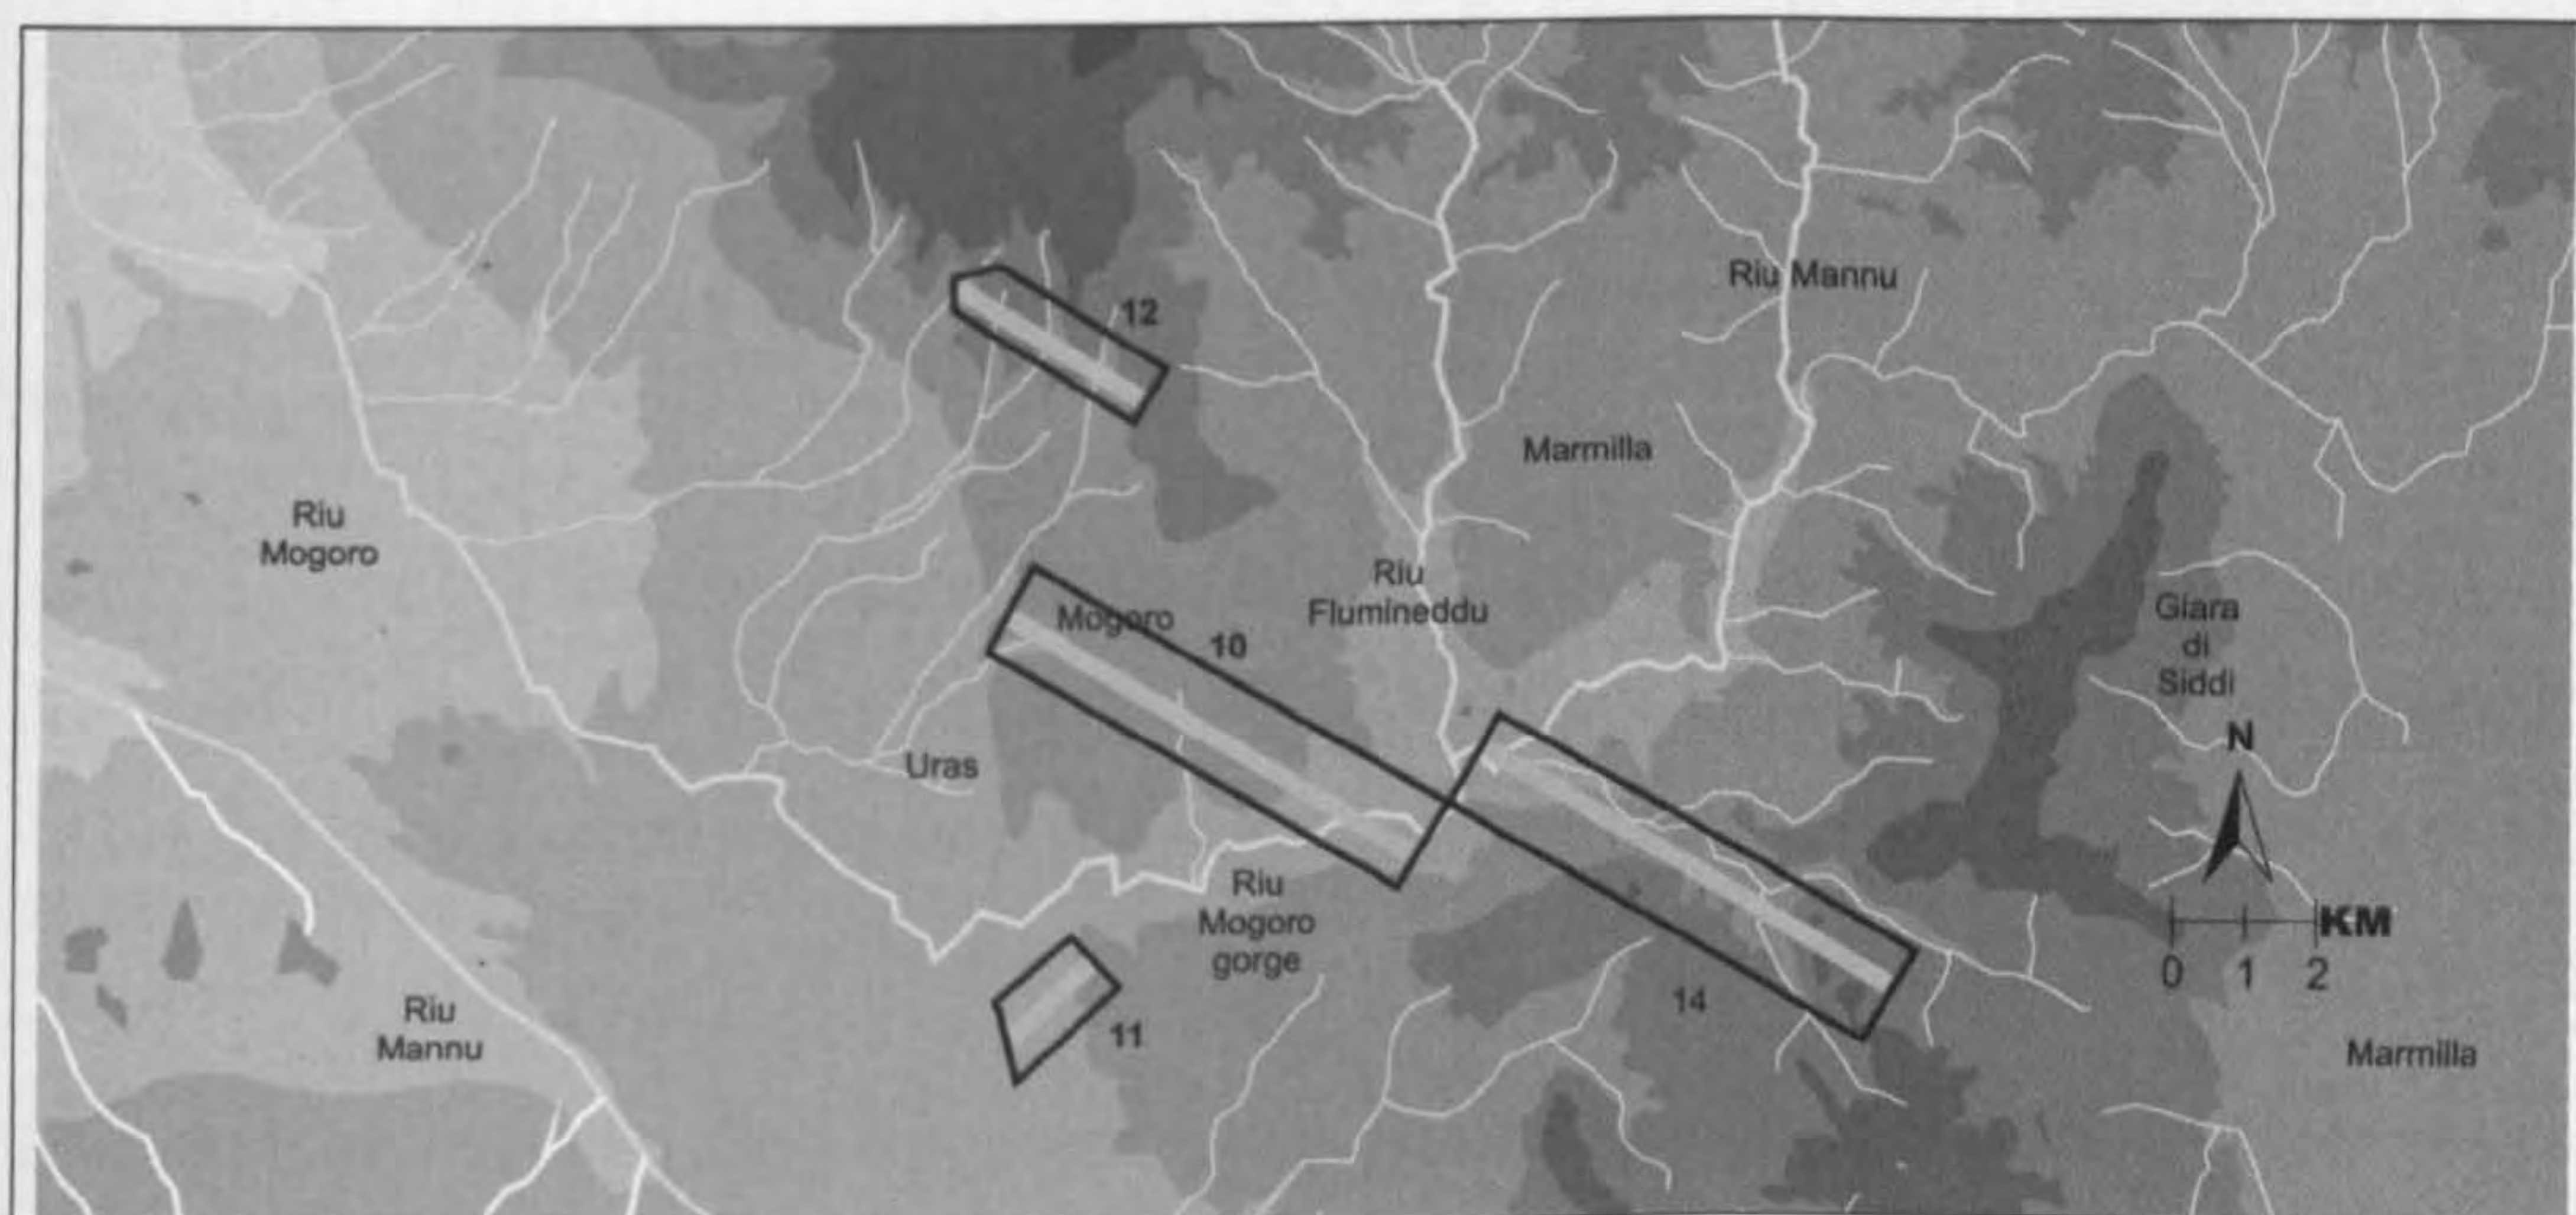 Riu Mannu
12
Marmilla
Riu
Mogoro
Riu
Flumineddu
Mogoro
10
Giara
di
Siddi
N
Uras
Riu
Mogoro
gorge
KM
0 1 2
14
11
Riu
Mannu
Marmilla